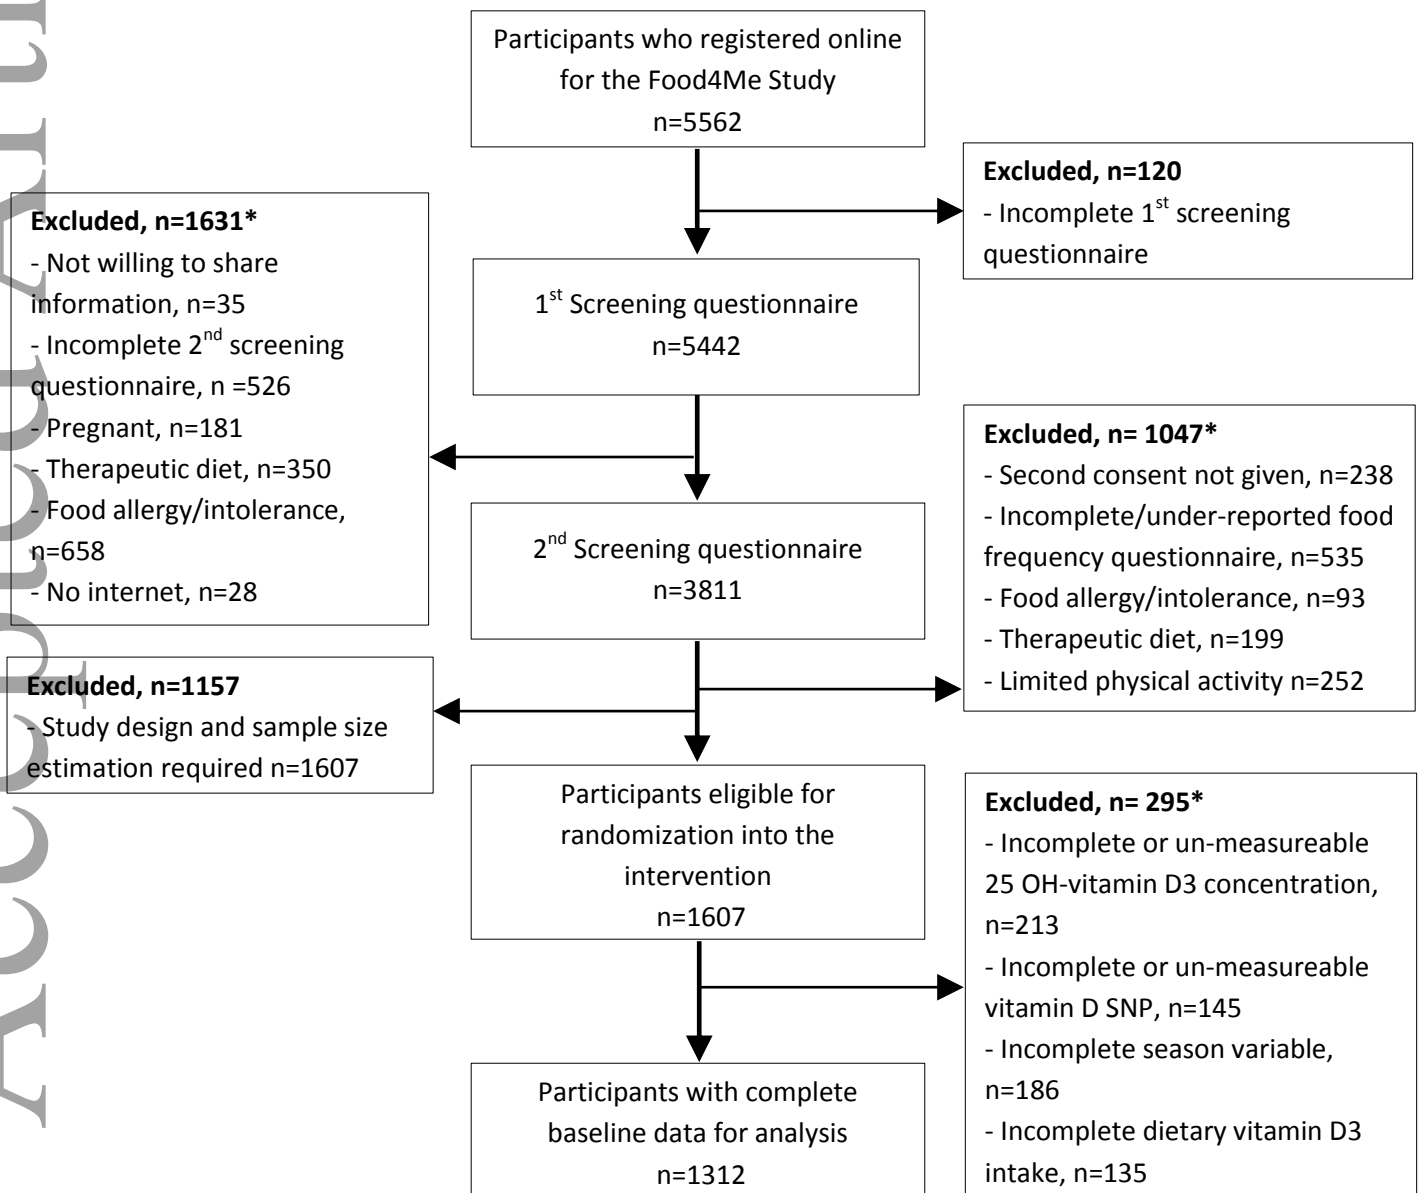 Participants who registered online
for the Food4Me Study
n=5562
Excluded, n=120
- Incomplete 1st screening
questionnaire
Excluded, n=1631*
- Not willing to share
information, n=35
- Incomplete 2nd screening
questionnaire, n =526
- Pregnant, n=181
- Therapeutic diet, n=350
- Food allergy/intolerance,
n=658
- No internet, n=28
1st Screening questionnaire
n=5442
Excluded, n= 1047*
- Second consent not given, n=238
- Incomplete/under-reported food
frequency questionnaire, n=535
- Food allergy/intolerance, n=93
- Therapeutic diet, n=199
- Limited physical activity n=252
2nd Screening questionnaire
n=3811
Excluded, n=1157
- Study design and sample size
estimation required n=1607
Participants eligible for
randomization into the
intervention
n=1607
Excluded, n= 295*
- Incomplete or un-measureable
25 OH-vitamin D3 concentration,
n=213
- Incomplete or un-measureable
vitamin D SNP, n=145
- Incomplete season variable,
n=186
- Incomplete dietary vitamin D3
intake, n=135
Participants with complete
baseline data for analysis
n=1312
Accepted Arti